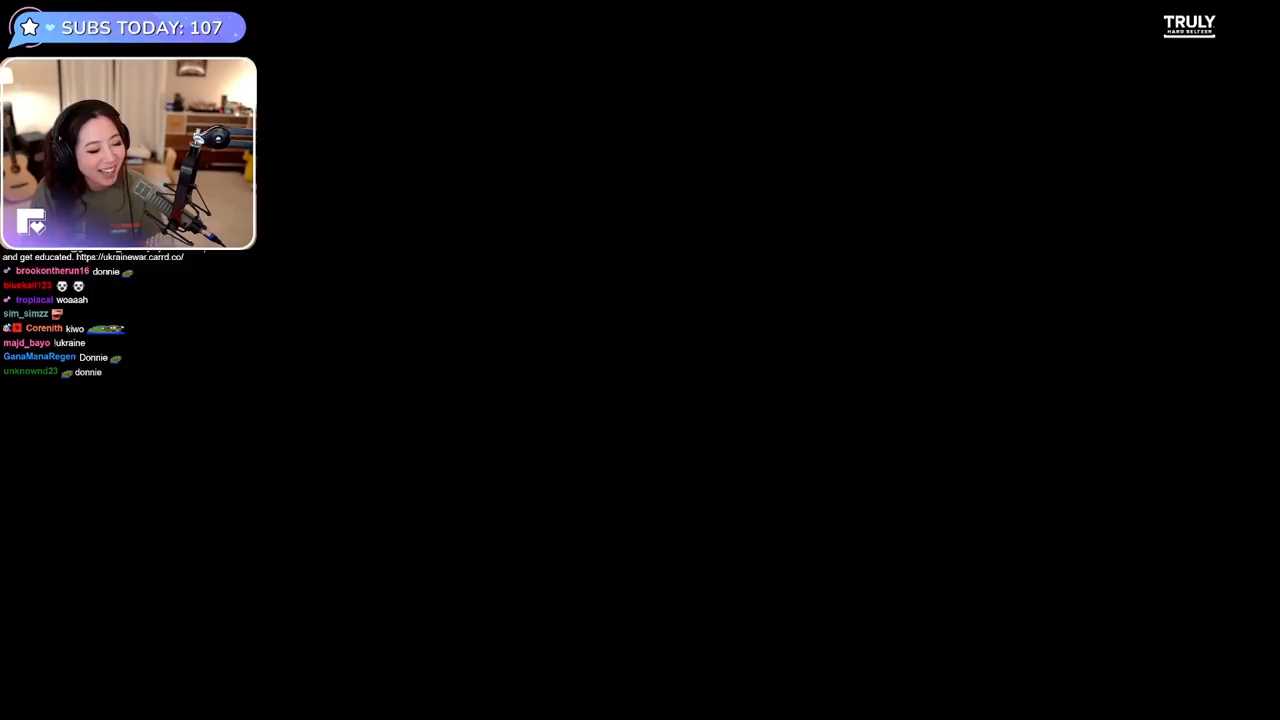 SUBS TODAY: 107
TRULY
HARD SELTZER
and get educated. https://ukrainewar.carrd.co/
brookontherun16 donnie
bluekali123
tropiacal woaaah
sim_simzz
Corenith kiwo
majd_bayo !ukraine
GanaManaRegen Donnie
unknownd23 donnie